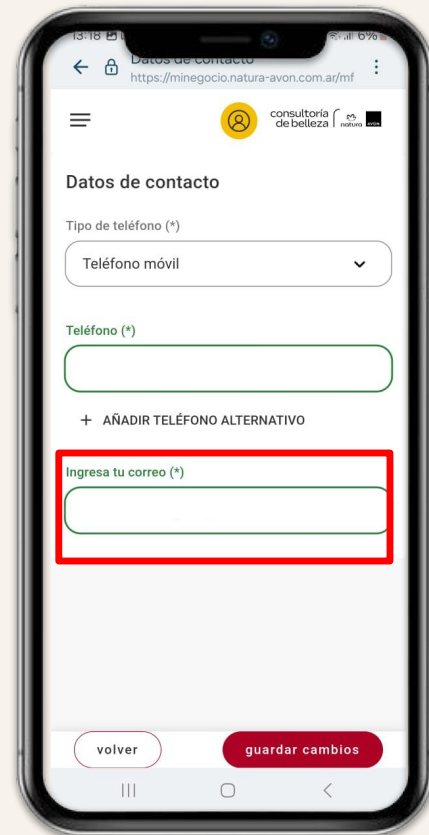 13:18
6%
Datos de contacto
https://minegocio.natura-avon.com.ar/mf
consultoría
de belleza
natura
AVON
Datos de contacto
Tipo de teléfono (*)
Teléfono móvil
Teléfono (*)
+ AÑADIR TELÉFONO ALTERNATIVO
Ingresa tu correo (*)
volver
guardar cambios